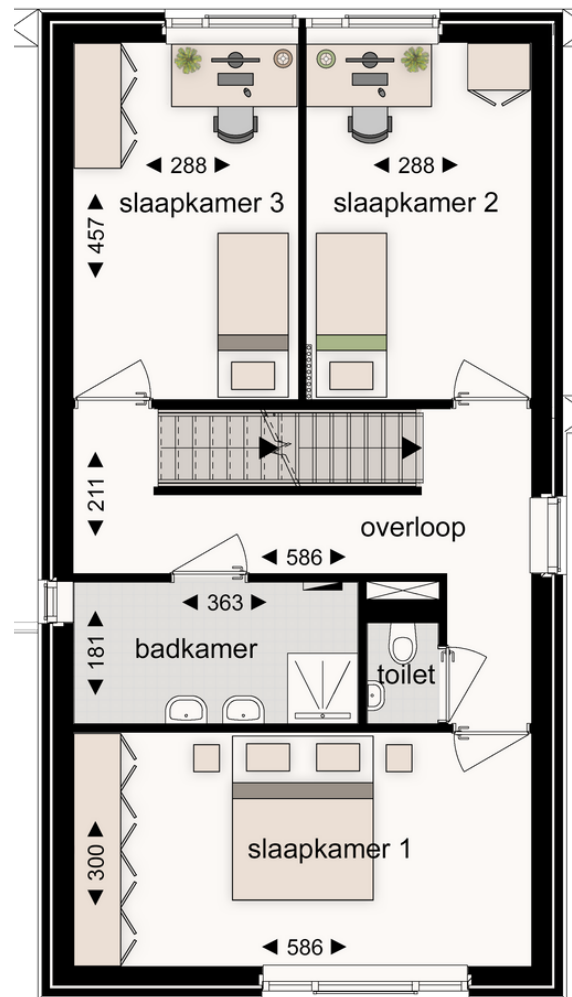 ◄ 288 ►
◄ 288 ►
slaapkamer 3
slaapkamer 2
◄ 457 ►
◄ 211 ►
overloop
◄ 586 ►
◄ 363 ►
badkamer
◄ 181 ►
toilet
slaapkamer 1
◄ 300 ►
◄ 586 ►